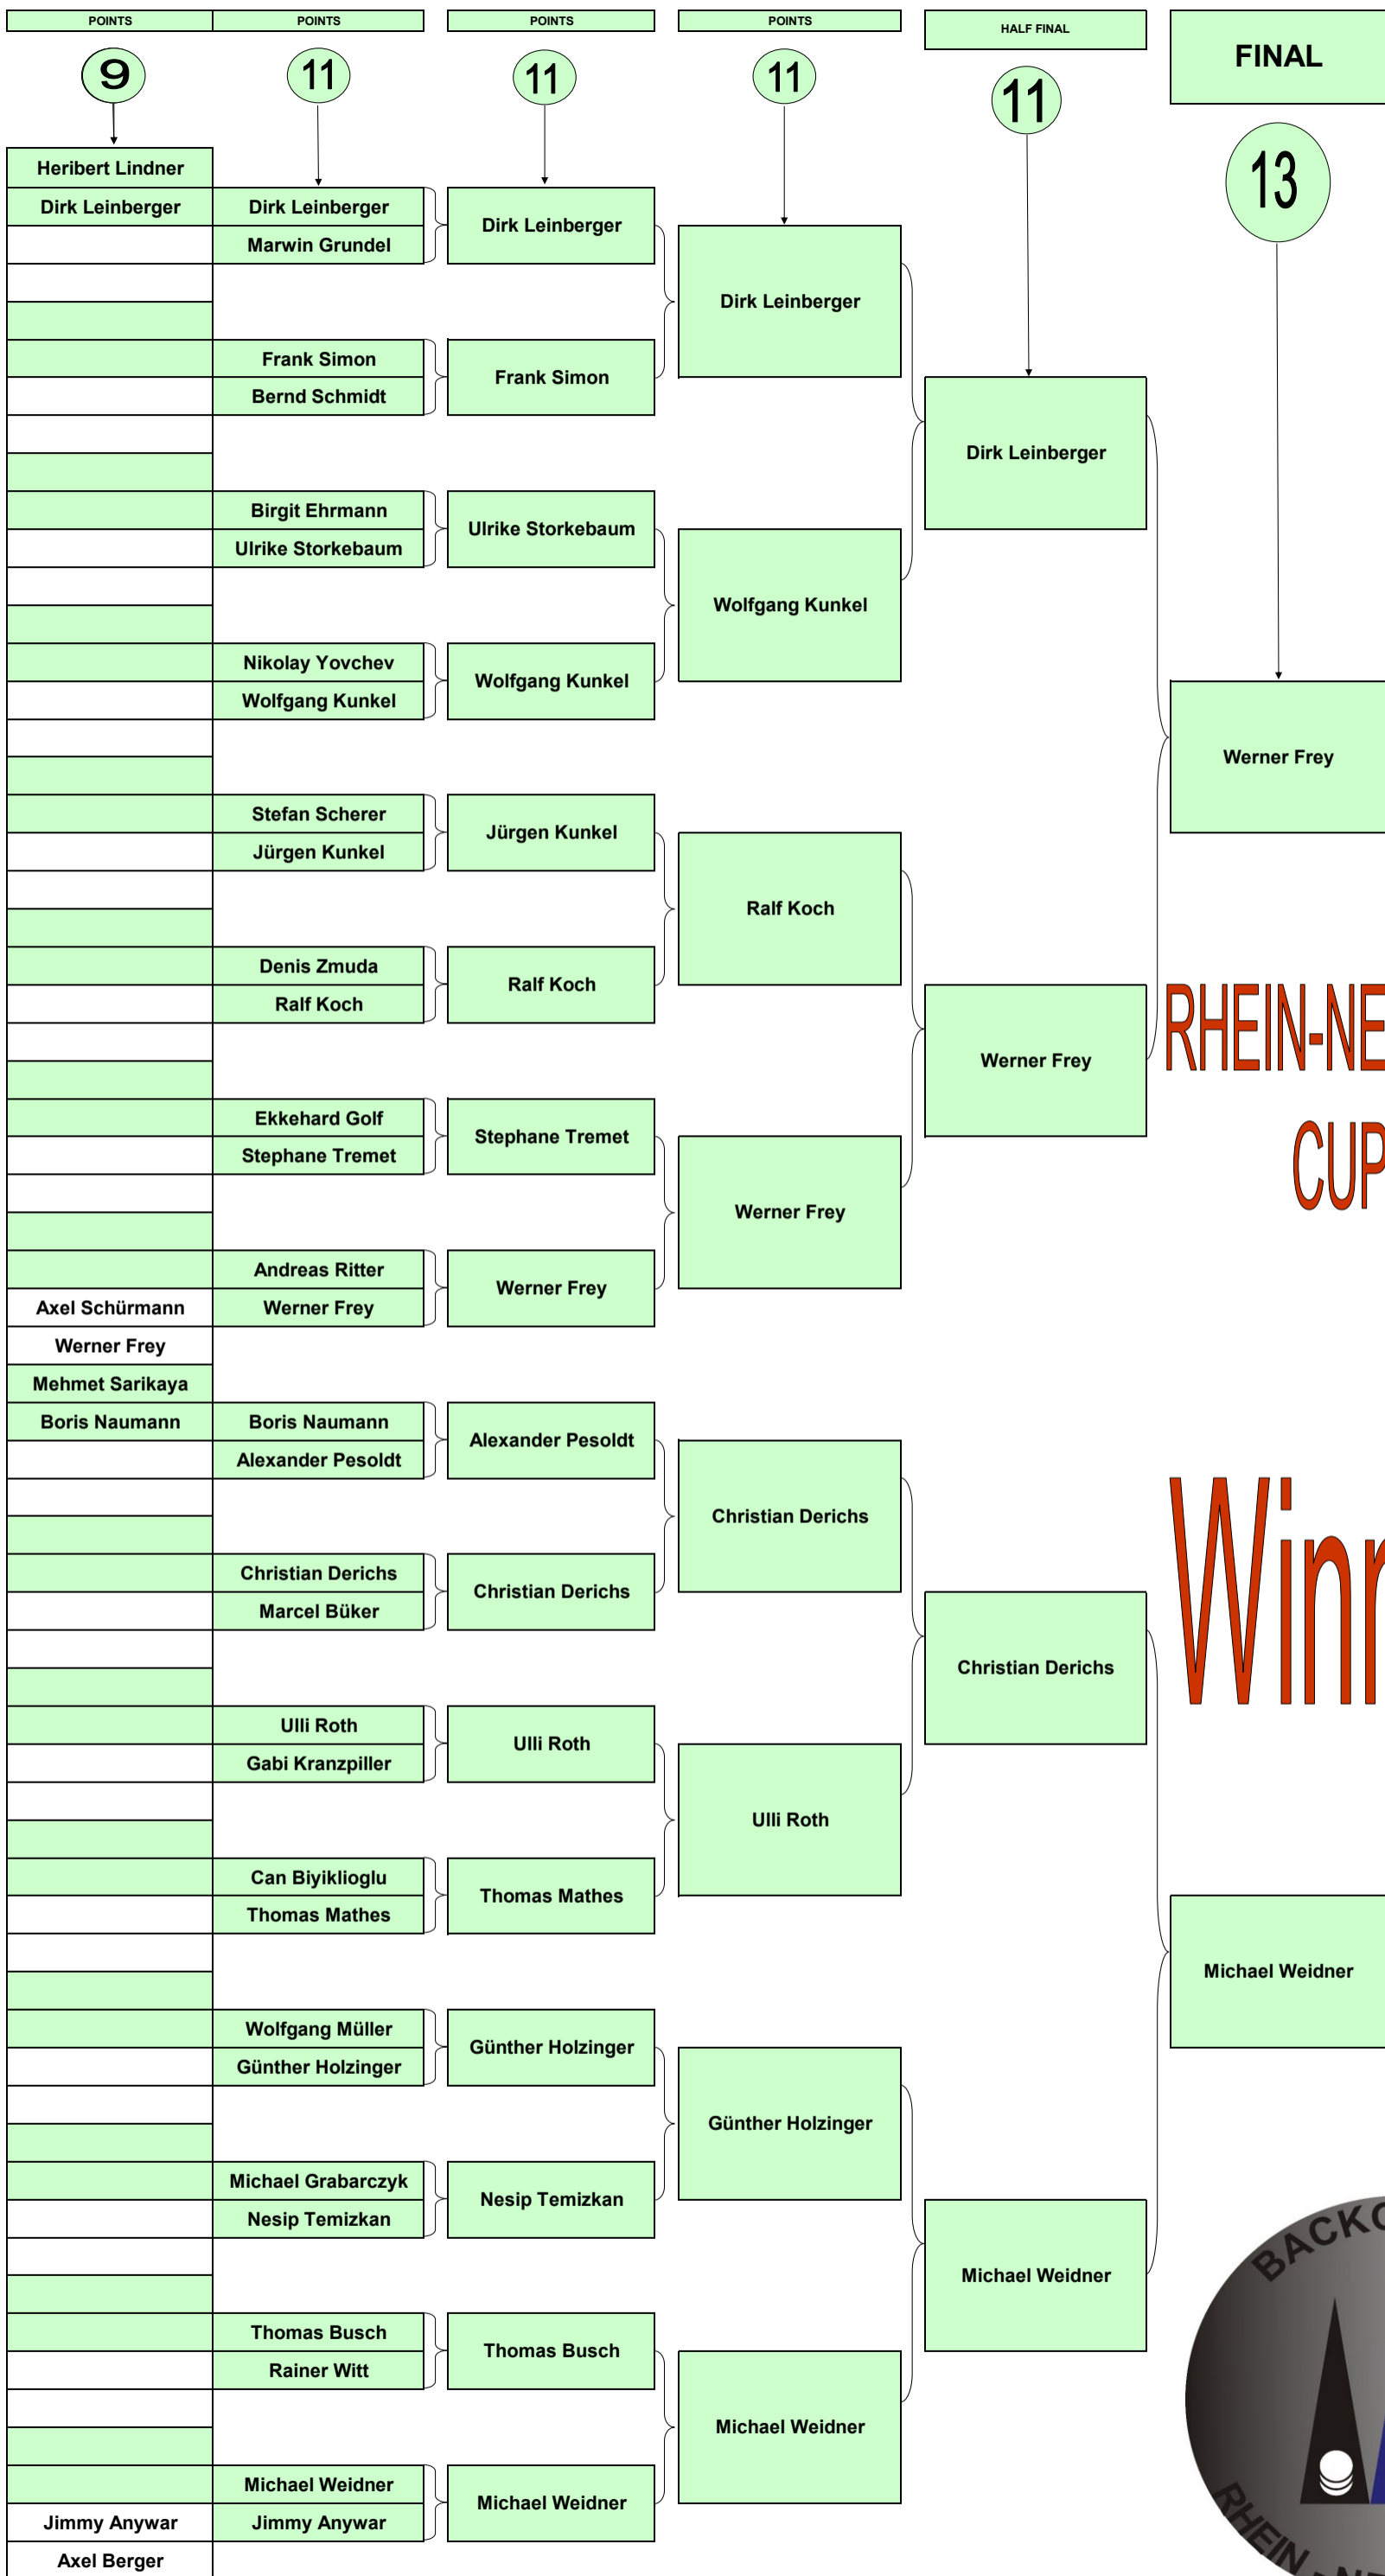 POINTS
POINTS
POINTS
POINTS
HALF FINAL
FINAL
9
11
11
11
11
13
Heribert Lindner
Dirk Leinberger
Axel Schürmann
Werner Frey
Mehmet Sarikaya
Boris Naumann
Jimmy Anywar
Axel Berger
Dirk Leinberger
Marwin Grundel
Frank Simon
Bernd Schmidt
Birgit Ehrmann
Ulrike Storkebaum
Nikolay Yovchev
Wolfgang Kunkel
Stefan Scherer
Jürgen Kunkel
Denis Zmuda
Ralf Koch
Ekkehard Golf
Stephane Tremet
Andreas Ritter
Werner Frey
Boris Naumann
Alexander Pesoldt
Christian Derichs
Marcel Büker
Ulli Roth
Gabi Kranzpiller
Can Biyiklioglu
Thomas Mathes
Wolfgang Müller
Günther Holzinger
Michael Grabarczyk
Nesip Temizkan
Thomas Busch
Rainer Witt
Michael Weidner
Jimmy Anywar
Dirk Leinberger
Frank Simon
Ulrike Storkebaum
Wolfgang Kunkel
Jürgen Kunkel
Ralf Koch
Stephane Tremet
Werner Frey
Alexander Pesoldt
Christian Derichs
Ulli Roth
Thomas Mathes
Günther Holzinger
Nesip Temizkan
Thomas Busch
Michael Weidner
Dirk Leinberger
Wolfgang Kunkel
Ralf Koch
Werner Frey
Christian Derichs
Ulli Roth
Günther Holzinger
Michael Weidner
Dirk Leinberger
Werner Frey
Christian Derichs
Michael Weidner
Werner Frey
Michael Weidner
RHEIN-NE
CUP
Winn
BACKG
RHEIN - NE